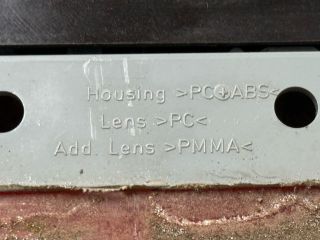 Housing >PC+ABS<
Lens >PC<
Add. Lens >PMMA<